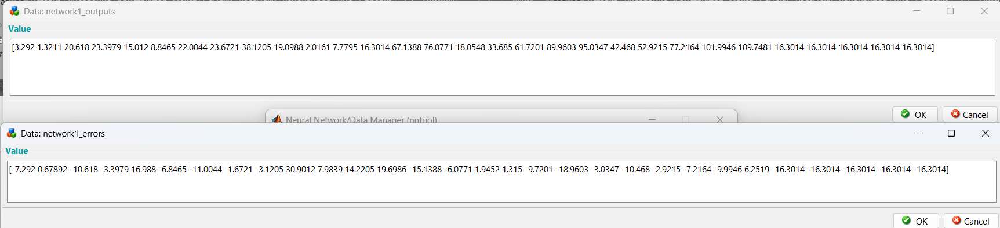 Data: network1_outputs
Value
[3.292 1.3211 20.618 23.3979 15.012 8.8465 22.0044 23.6721 38.1205 19.0988 2.0161 7.7795 16.3014 67.1388 76.0771 18.0548 33.685 61.7201 89.9603 95.0347 42.468 52.9215 77.2164 101.9946 109.7481 16.3014 16.3014 16.3014 16.3014 16.3014]
OK Cancel
Neural Network/Data Manager (nntool)
Data: network1_errors
Value
[-7.292 0.67892 -10.618 -3.3979 16.988 -6.8465 -11.0044 -1.6721 -3.1205 30.9012 7.9839 14.2205 19.6986 -15.1388 -6.0771 1.9452 1.315 -9.7201 -18.9603 -3.0347 -10.468 -2.9215 -7.2164 -9.9946 6.2519 -16.3014 -16.3014 -16.3014 -16.3014 -16.3014]
OK Cancel